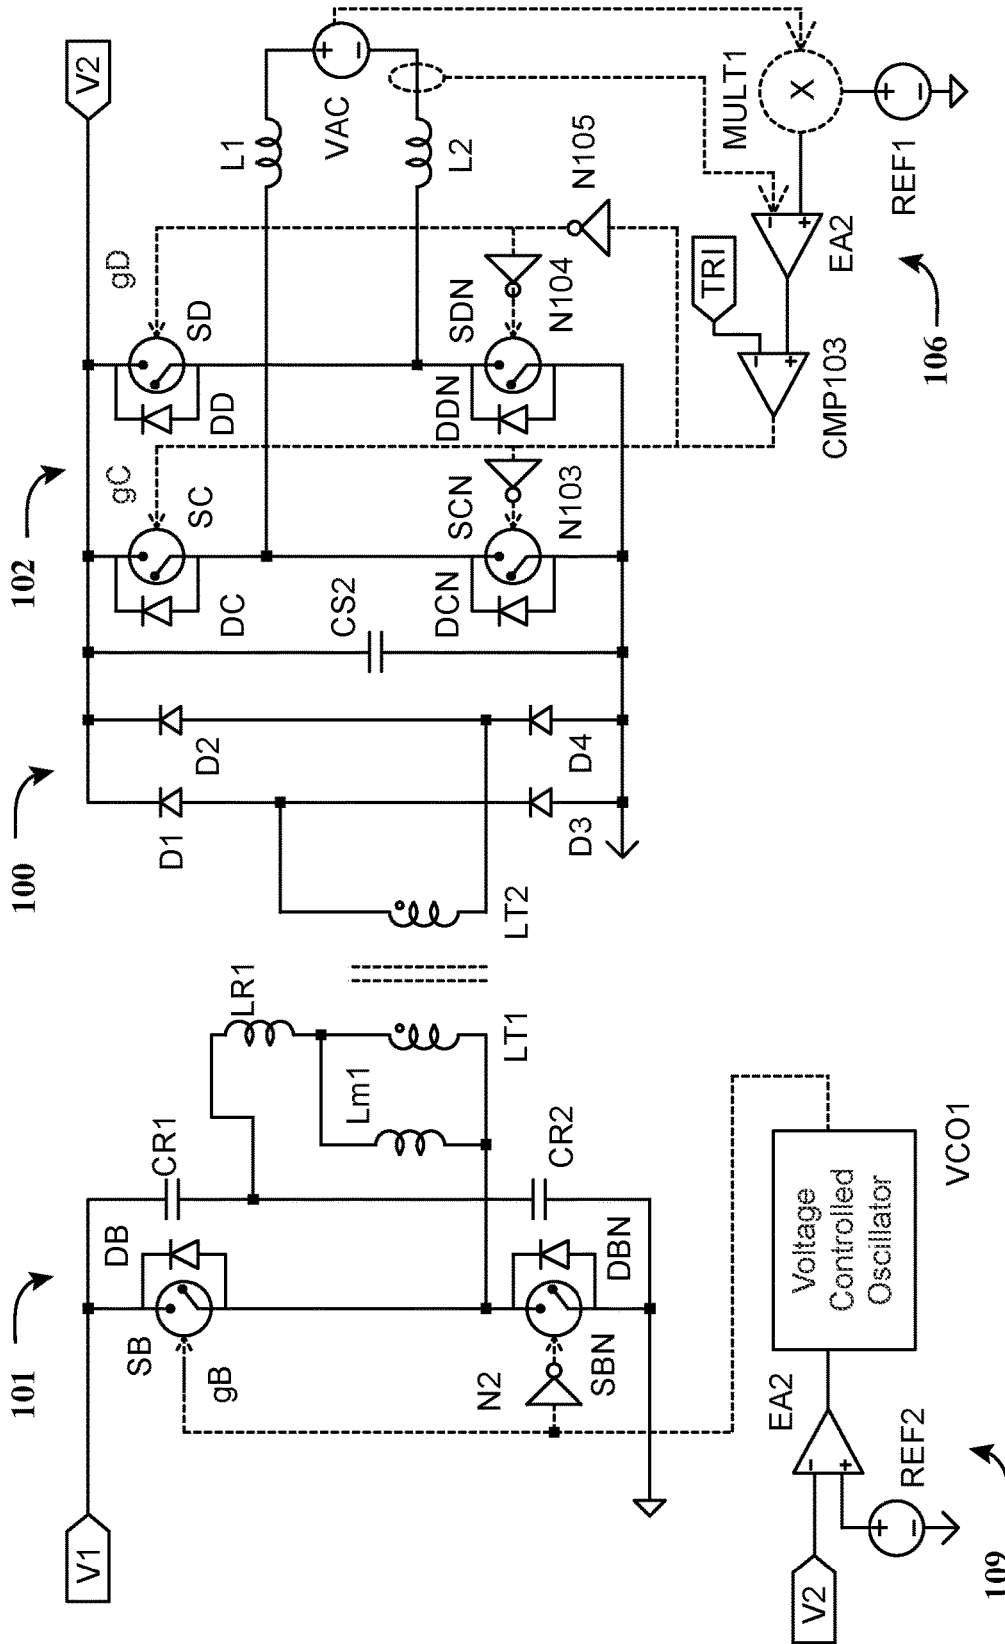 101
100
102
V1
V2
SB
DB
gB
N2
SBN
DBN
CR1
CR2
LR1
Lm1
LT1
LT2
D1
D2
D3
D4
CS2
gC
SC
DC
SCN
DCN
N103
gD
SD
DD
SDN
DDN
N104
N105
L1
L2
VAC
+
−
V2
−
+
EA2
REF2
+
−
Voltage
Controlled
Oscillator
VCO1
109
TRI
−
+
CMP103
−
+
EA2
106
MULT1
X
REF1
+
−